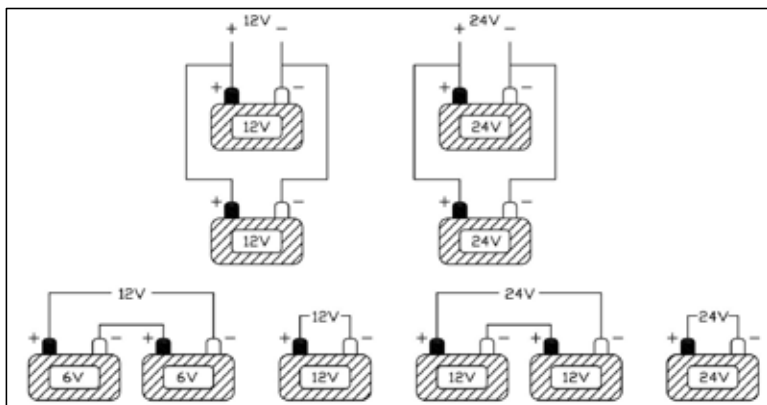 + 12V −
+ 24V −
+ −
+ −
12V
24V
+ −
+ −
12V
24V
12V
24V
12V
24V
+ − + −
+ −
+ − + −
+ −
6V
6V
12V
12V
12V
24V